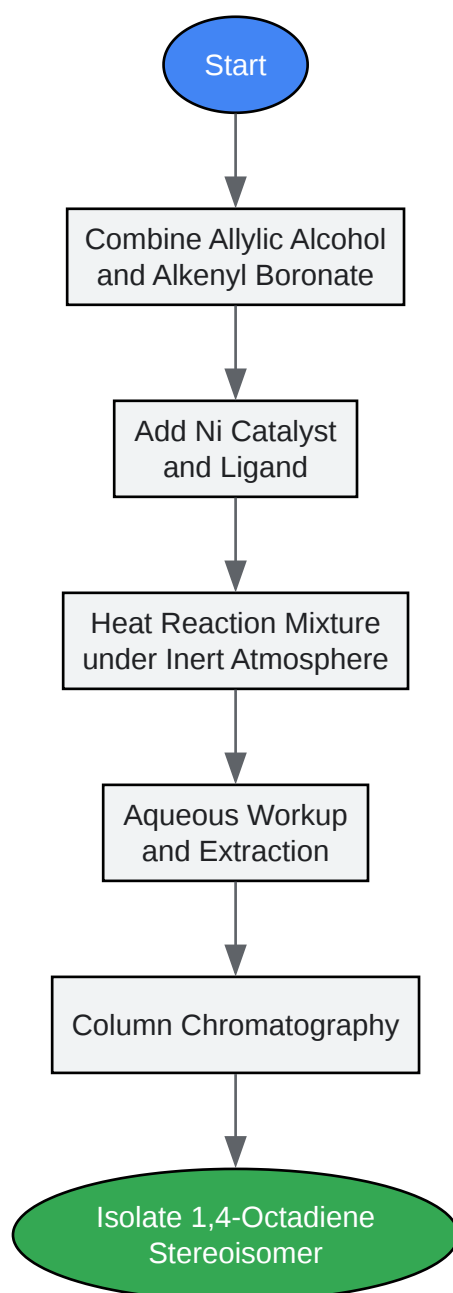 Start
Combine Allylic Alcohol
and Alkenyl Boronate
Add Ni Catalyst
and Ligand
Heat Reaction Mixture
under Inert Atmosphere
Aqueous Workup
and Extraction
Column Chromatography
Isolate 1,4-Octadiene
Stereoisomer